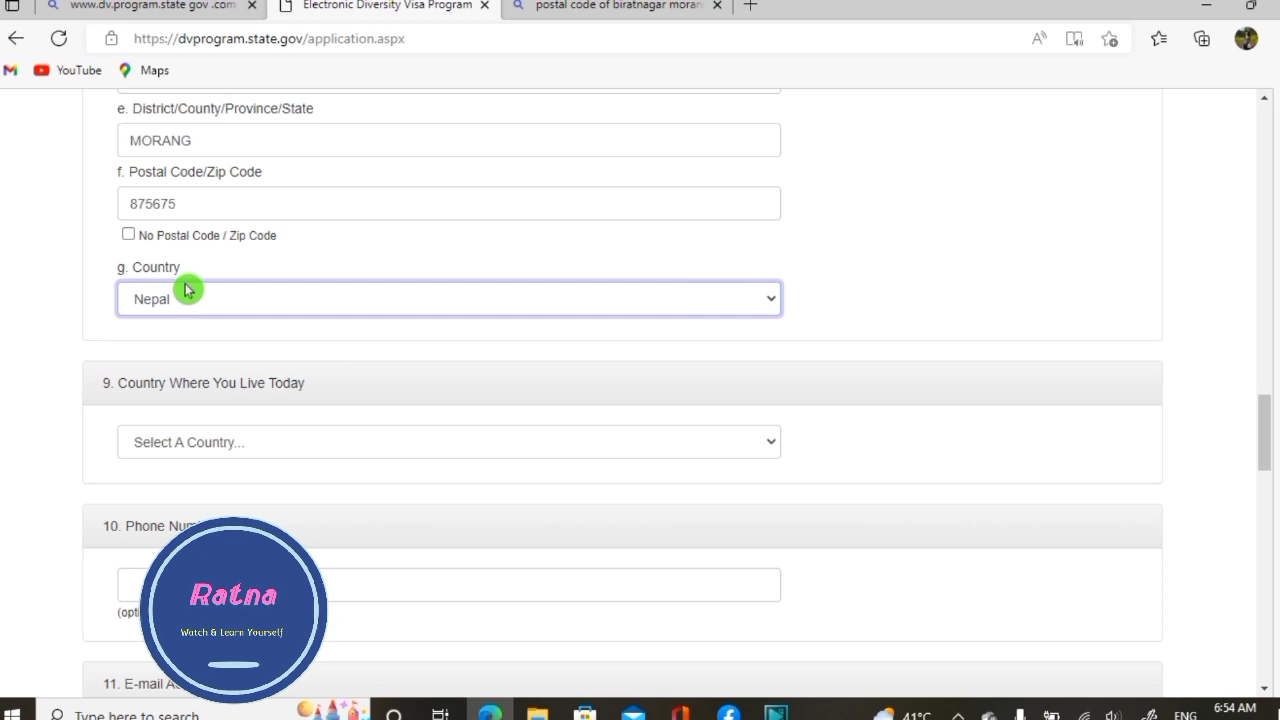 www.dv.program.state gov .com
Electronic Diversity Visa Program
postal code of biratnagar moran
https://dvprogram.state.gov/application.aspx
YouTube
Maps
e. District/County/Province/State
MORANG
f. Postal Code/Zip Code
875675
No Postal Code / Zip Code
g. Country
Nepal
9. Country Where You Live Today
Select A Country...
10. Phone Num
(opti
Ratna
Watch & Learn Yourself
11. E-mail A
Type here to search
41°C
ENG
6:54 AM